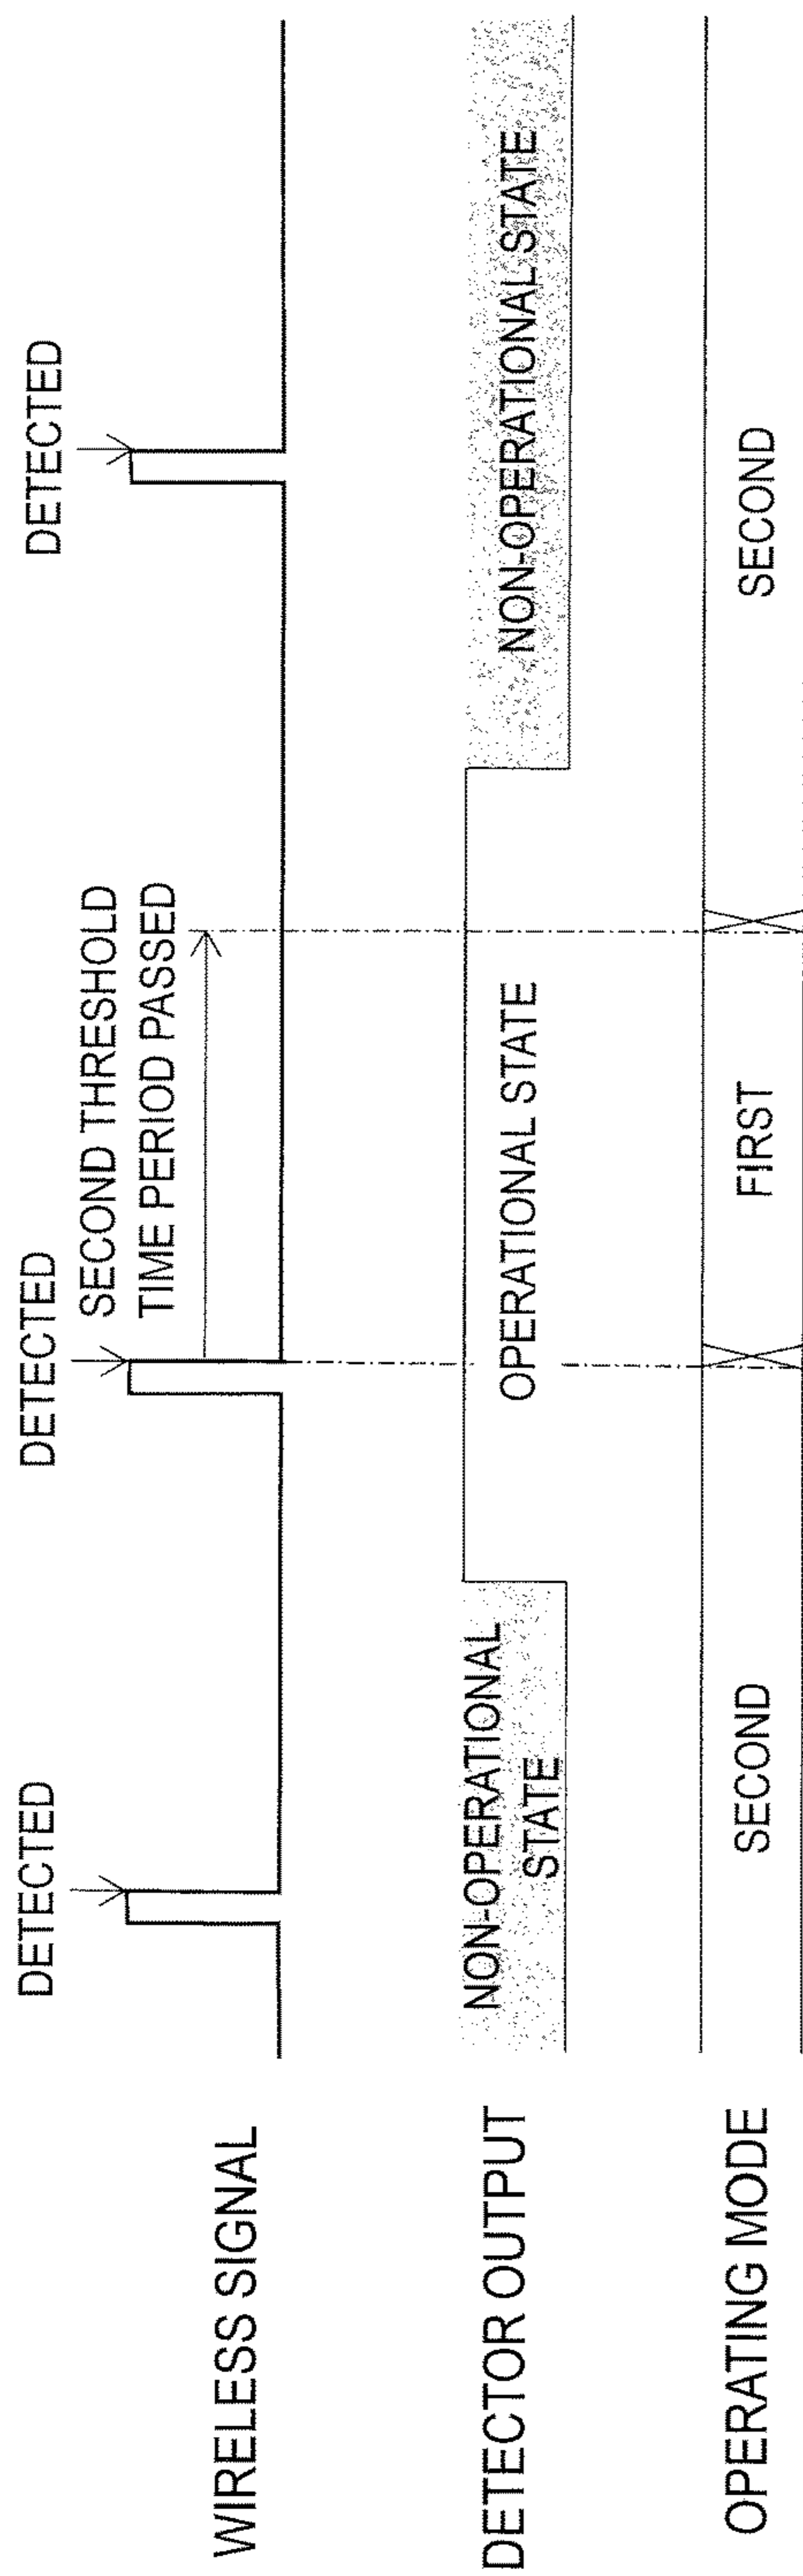 WIRELESS SIGNAL
DETECTED
DETECTED
SECOND THRESHOLD
TIME PERIOD PASSED
DETECTED
DETECTOR OUTPUT
NON-OPERATIONAL
STATE
OPERATIONAL STATE
NON-OPERATIONAL STATE
OPERATING MODE
SECOND
FIRST
SECOND